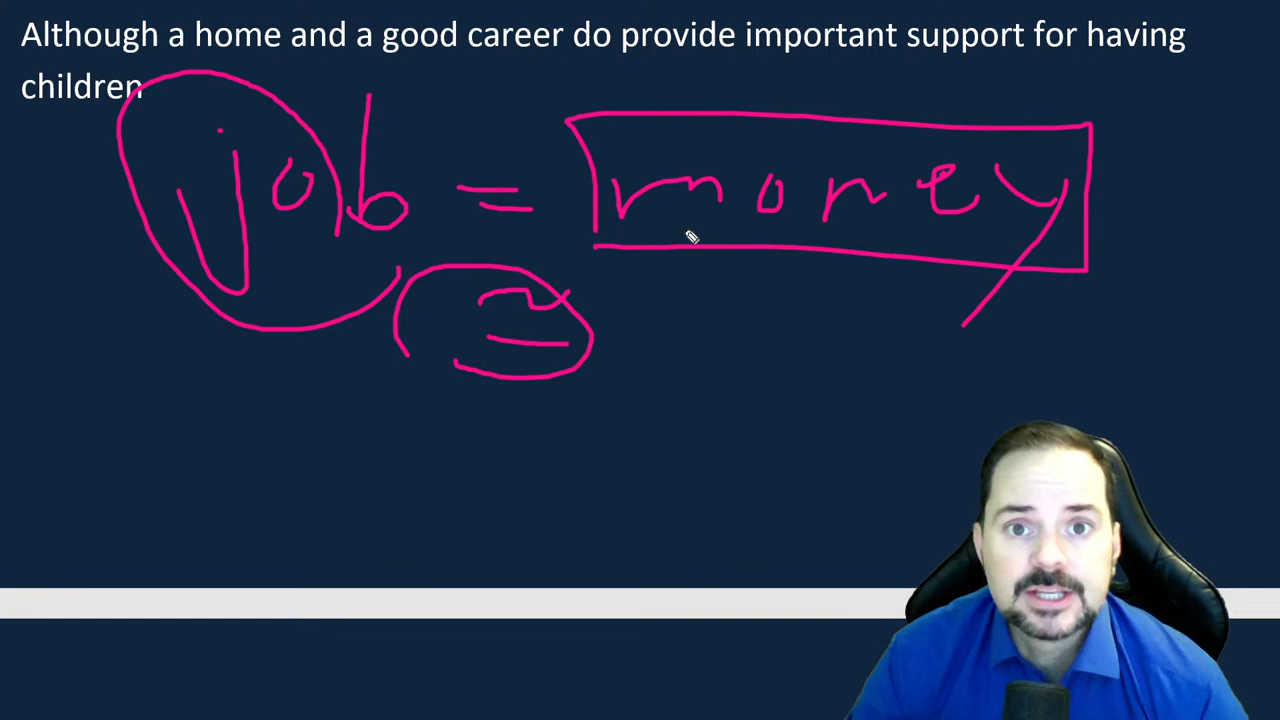 Although a home and a good career do provide important support for having
children
job = money
≃